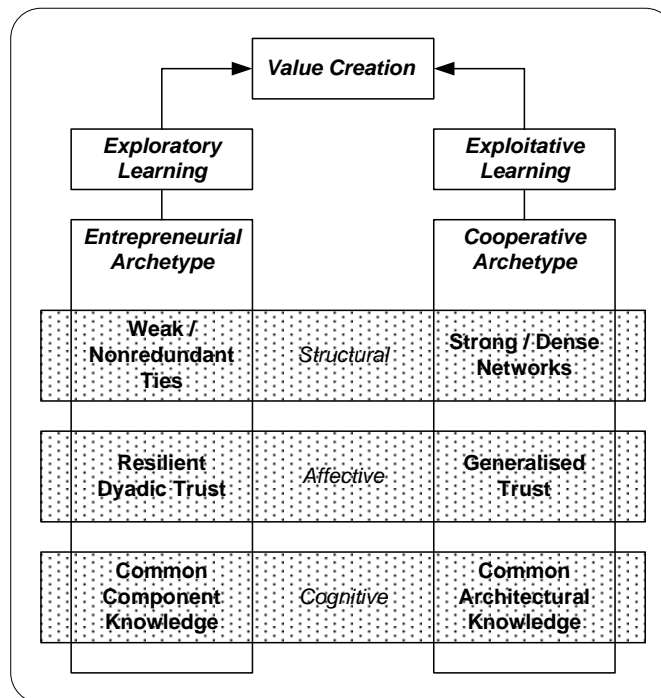 Value Creation
Exploratory
Learning
Exploitative
Learning
Entrepreneurial
Archetype
Cooperative
Archetype
Weak /
Nonredundant
Ties
Structural
Strong / Dense
Networks
Resilient
Dyadic Trust
Affective
Generalised
Trust
Common
Component
Knowledge
Cognitive
Common
Architectural
Knowledge